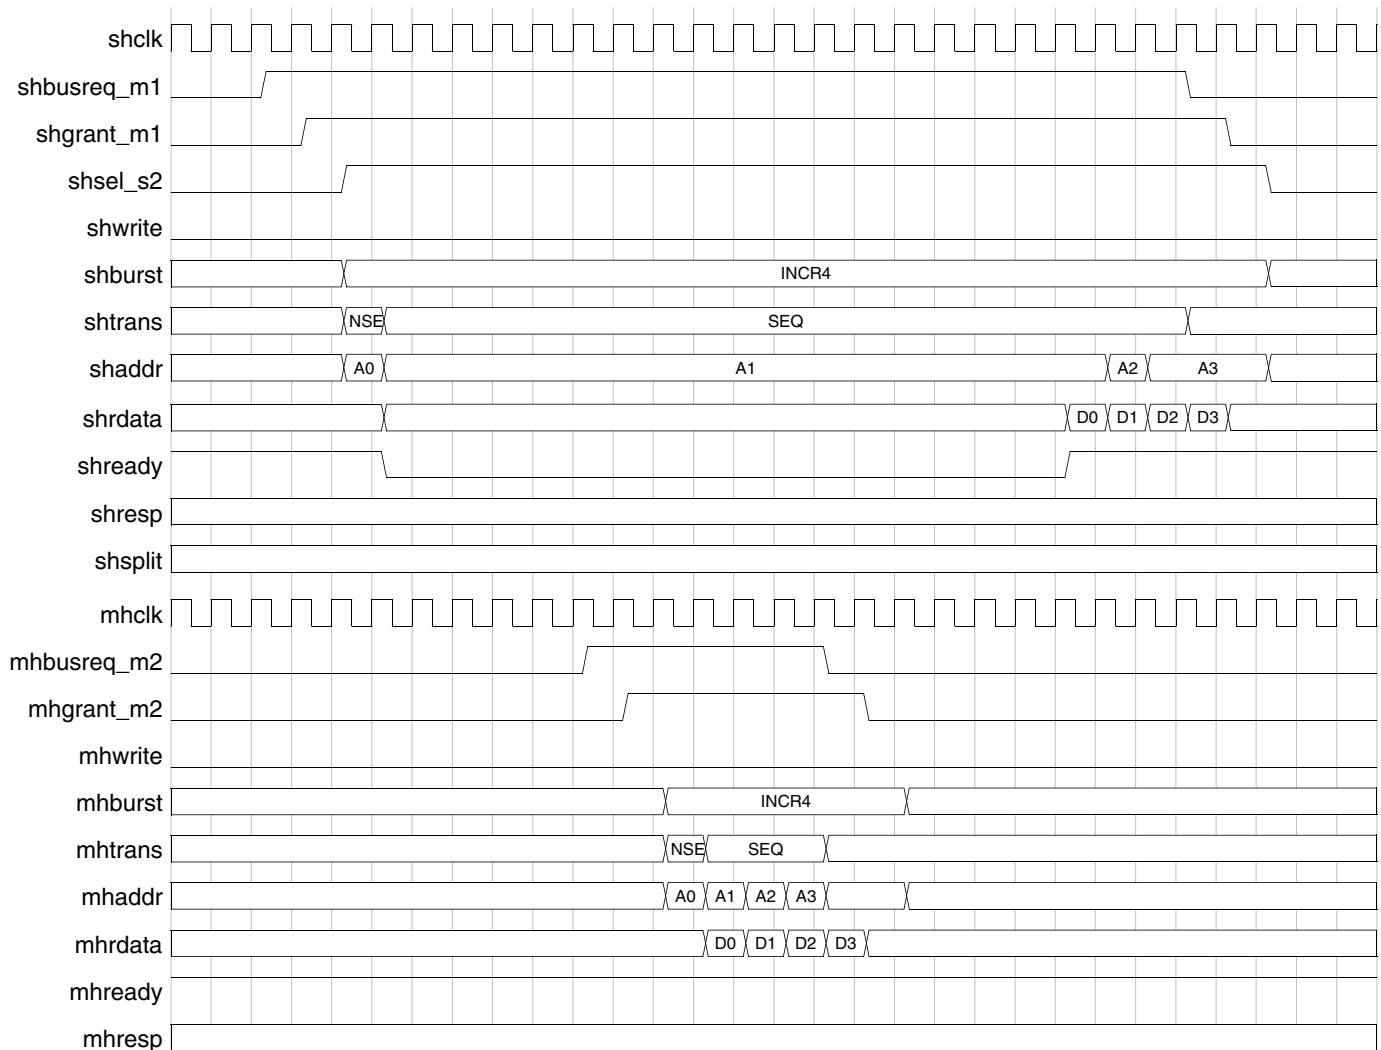 shclk
shbusreq_m1
shgrant_m1
shsel_s2
shwrite
shburst INCR4
shtrans NSE SEQ
shaddr A0 A1 A2 A3
shrdata D0 D1 D2 D3
shready
shresp
shsplit
mhclk
mhbusreq_m2
mhgrant_m2
mhwrite
mhburst INCR4
mhtrans NSE SEQ
mhaddr A0 A1 A2 A3
mhrdata D0 D1 D2 D3
mhready
mhresp